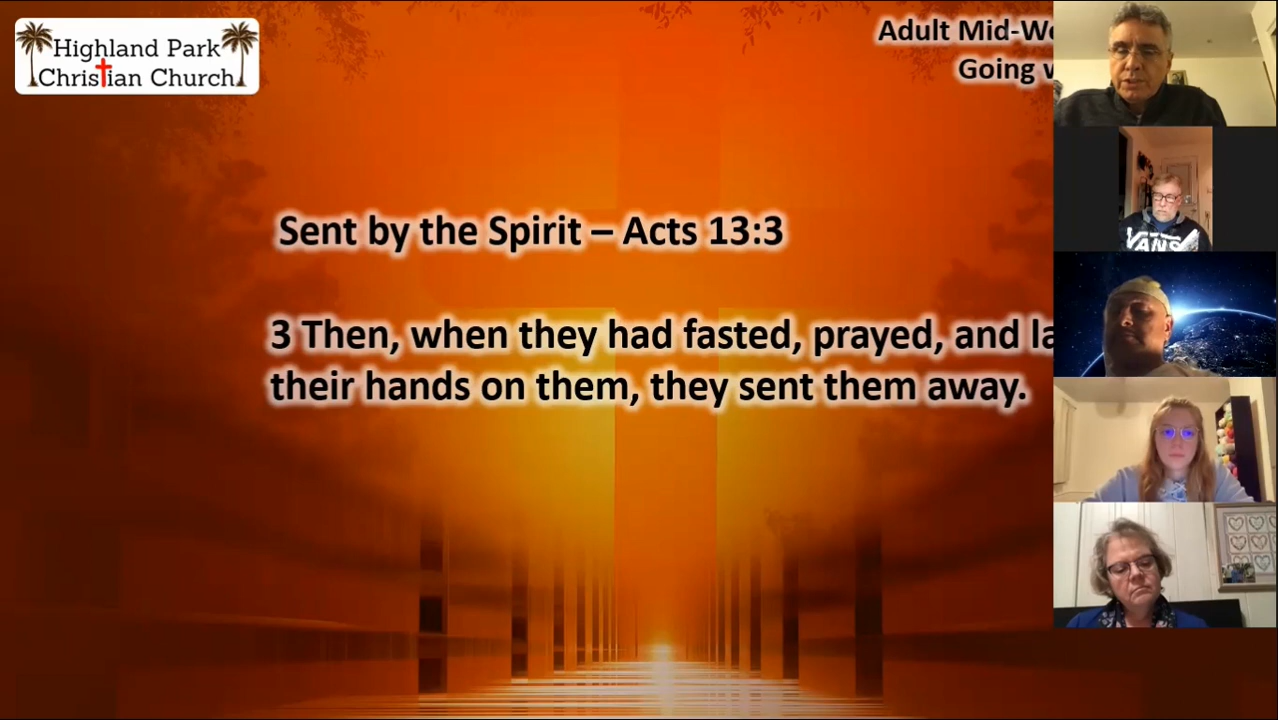 Highland Park
Christian Church
Adult Mid-We
Going
Sent by the Spirit – Acts 13:3
3 Then, when they had fasted, prayed, and la
their hands on them, they sent them away.
VANS